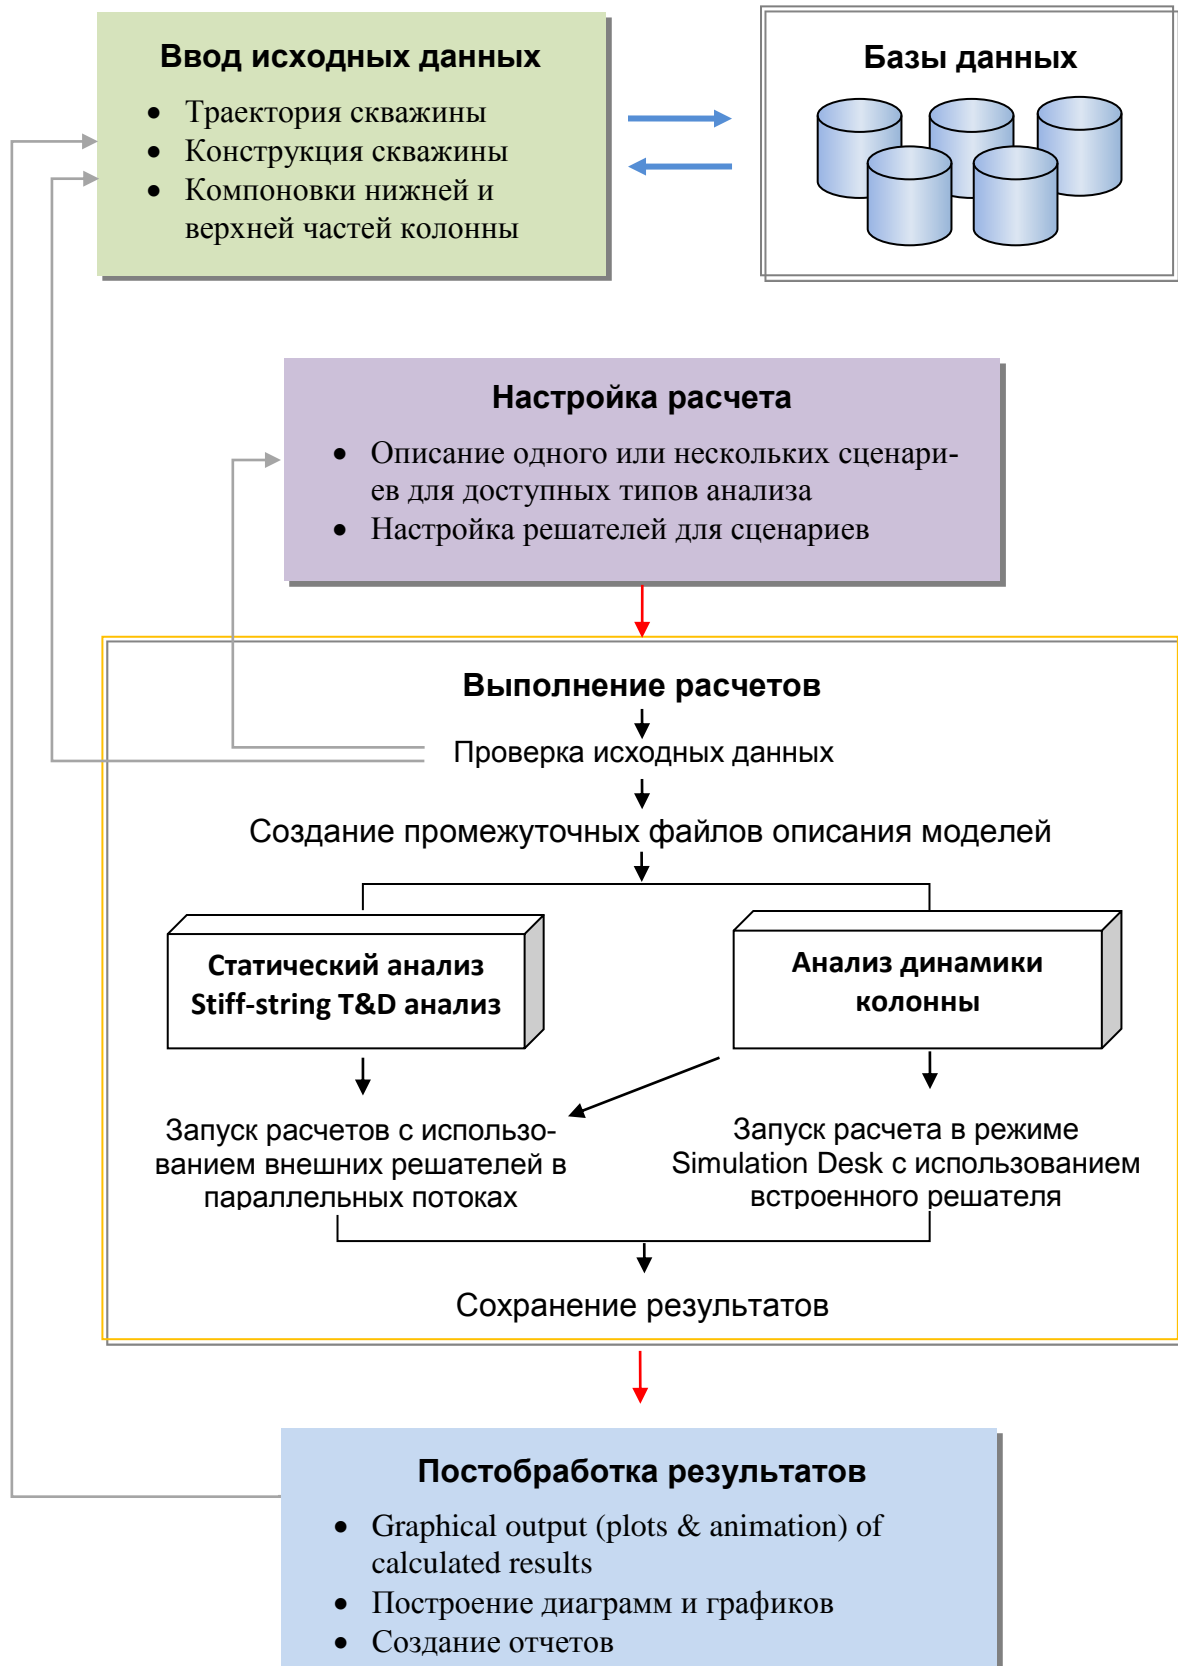 Ввод исходных данных
• Траектория скважины
• Конструкция скважины
• Компоновки нижней и
верхней частей колонны
Базы данных
Настройка расчета
• Описание одного или нескольких сценари-
ев для доступных типов анализа
• Настройка решателей для сценариев
Выполнение расчетов
Проверка исходных данных
Создание промежуточных файлов описания моделей
Статический анализ
Stiff-string T&D анализ
Анализ динамики
колонны
Запуск расчетов с использо-
ванием внешних решателей в
параллельных потоках
Запуск расчета в режиме
Simulation Desk с использованием
встроенного решателя
Сохранение результатов
Постобработка результатов
• Graphical output (plots & animation) of
calculated results
• Построение диаграмм и графиков
• Создание отчетов